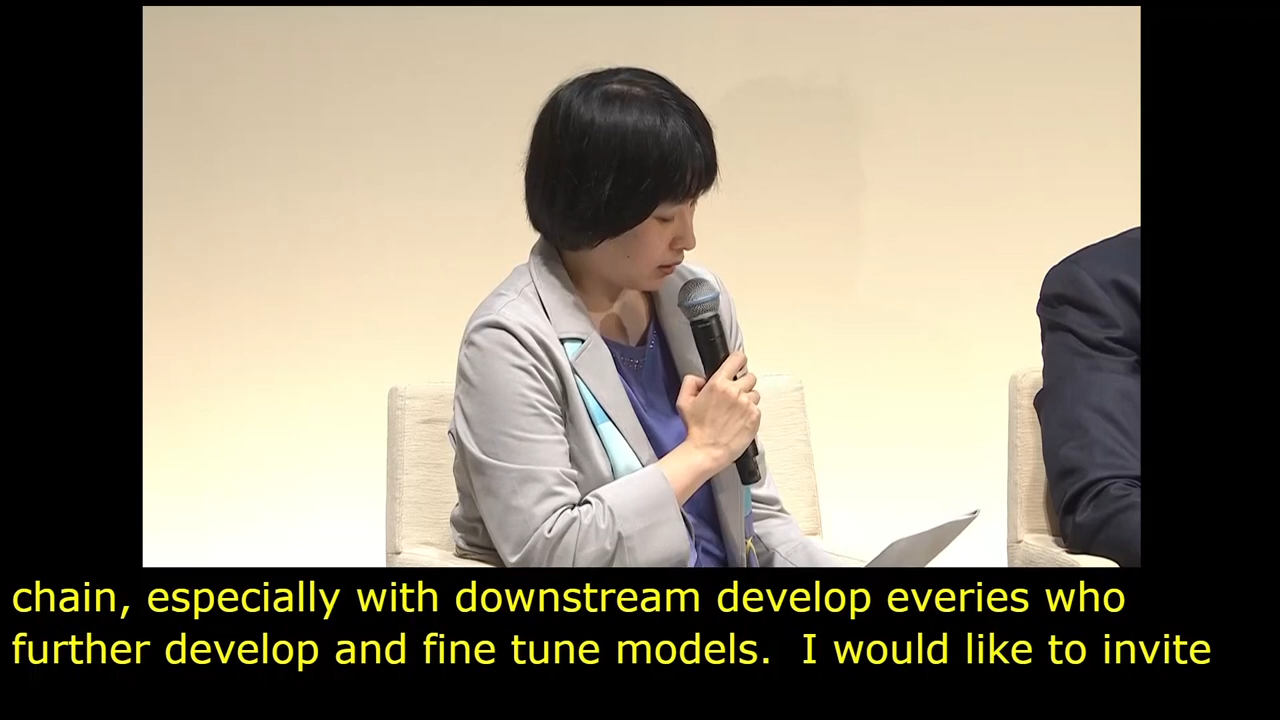 chain, especially with downstream develop everies who
further develop and fine tune models.  I would like to invite